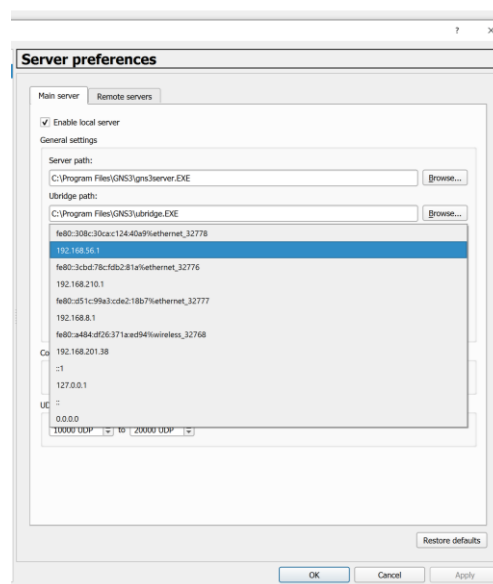 ?
Server preferences
Main server
Remote servers
Enable local server
General settings
Server path:
C:\Program Files\GNS3\gns3server.EXE
Browse...
Ubridge path:
C:\Program Files\GNS3\ubridge.EXE
Browse...
fe80::308c:30ca:c124:40a9%ethernet_32778
192.168.56.1
fe80::3cbd:78c:fdb2:81a%ethernet_32776
192.168.210.1
fe80::d51c:99a3:cde2:18b7%ethernet_32777
192.168.8.1
fe80::a484:df26:371a:ed94%wireless_32768
Co
192.168.201.38
::1
127.0.0.1
UD
::
0.0.0.0
10000 UDP to 20000 UDP
Restore defaults
OK Cancel Apply